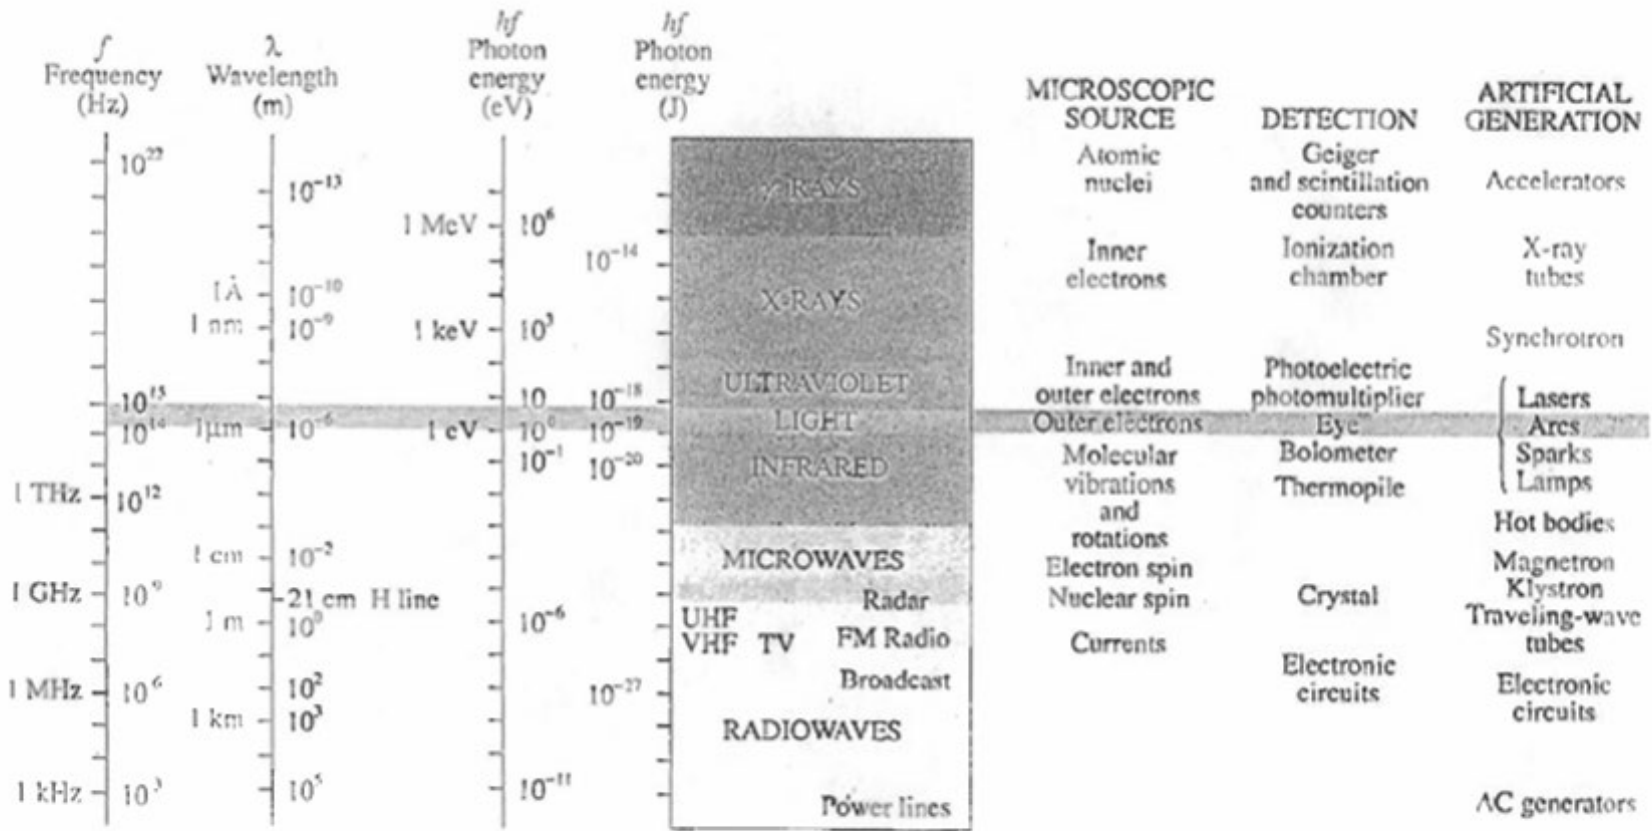 f
Frequency
(Hz)
λ
Wavelength
(m)
hf
Photon
energy
(eV)
hf
Photon
energy
(J)
MICROSCOPIC
SOURCE
DETECTION
ARTIFICIAL
GENERATION
10²²
10¹⁵
10¹⁴
1 THz
10¹²
1 GHz
10⁹
1 MHz
10⁶
1 kHz
10³
10⁻¹³
1Å
10⁻¹⁰
1 nm
10⁻⁹
1μm
10⁻⁶
1 cm
10⁻²
21 cm H line
1 m
10⁰
10²
1 km
10³
10⁵
1 MeV
10⁶
1 keV
10³
10
1 eV
10⁰
10⁻¹
10⁻⁶
10⁻¹¹
10⁻¹⁴
10⁻¹⁸
10⁻¹⁹
10⁻²⁰
10⁻²⁷
γ RAYS
X-RAYS
ULTRAVIOLET
LIGHT
INFRARED
MICROWAVES
Radar
UHF
VHF TV
FM Radio
Broadcast
RADIOWAVES
Power lines
Atomic
nuclei
Inner
electrons
Inner and
outer electrons
Outer electrons
Molecular
vibrations
and
rotations
Electron spin
Nuclear spin
Currents
Geiger
and scintillation
counters
Ionization
chamber
Photoelectric
photomultiplier
Eye
Bolometer
Thermopile
Crystal
Electronic
circuits
Accelerators
X-ray
tubes
Synchrotron
Lasers
Arcs
Sparks
Lamps
Hot bodies
Magnetron
Klystron
Traveling-wave
tubes
Electronic
circuits
AC generators